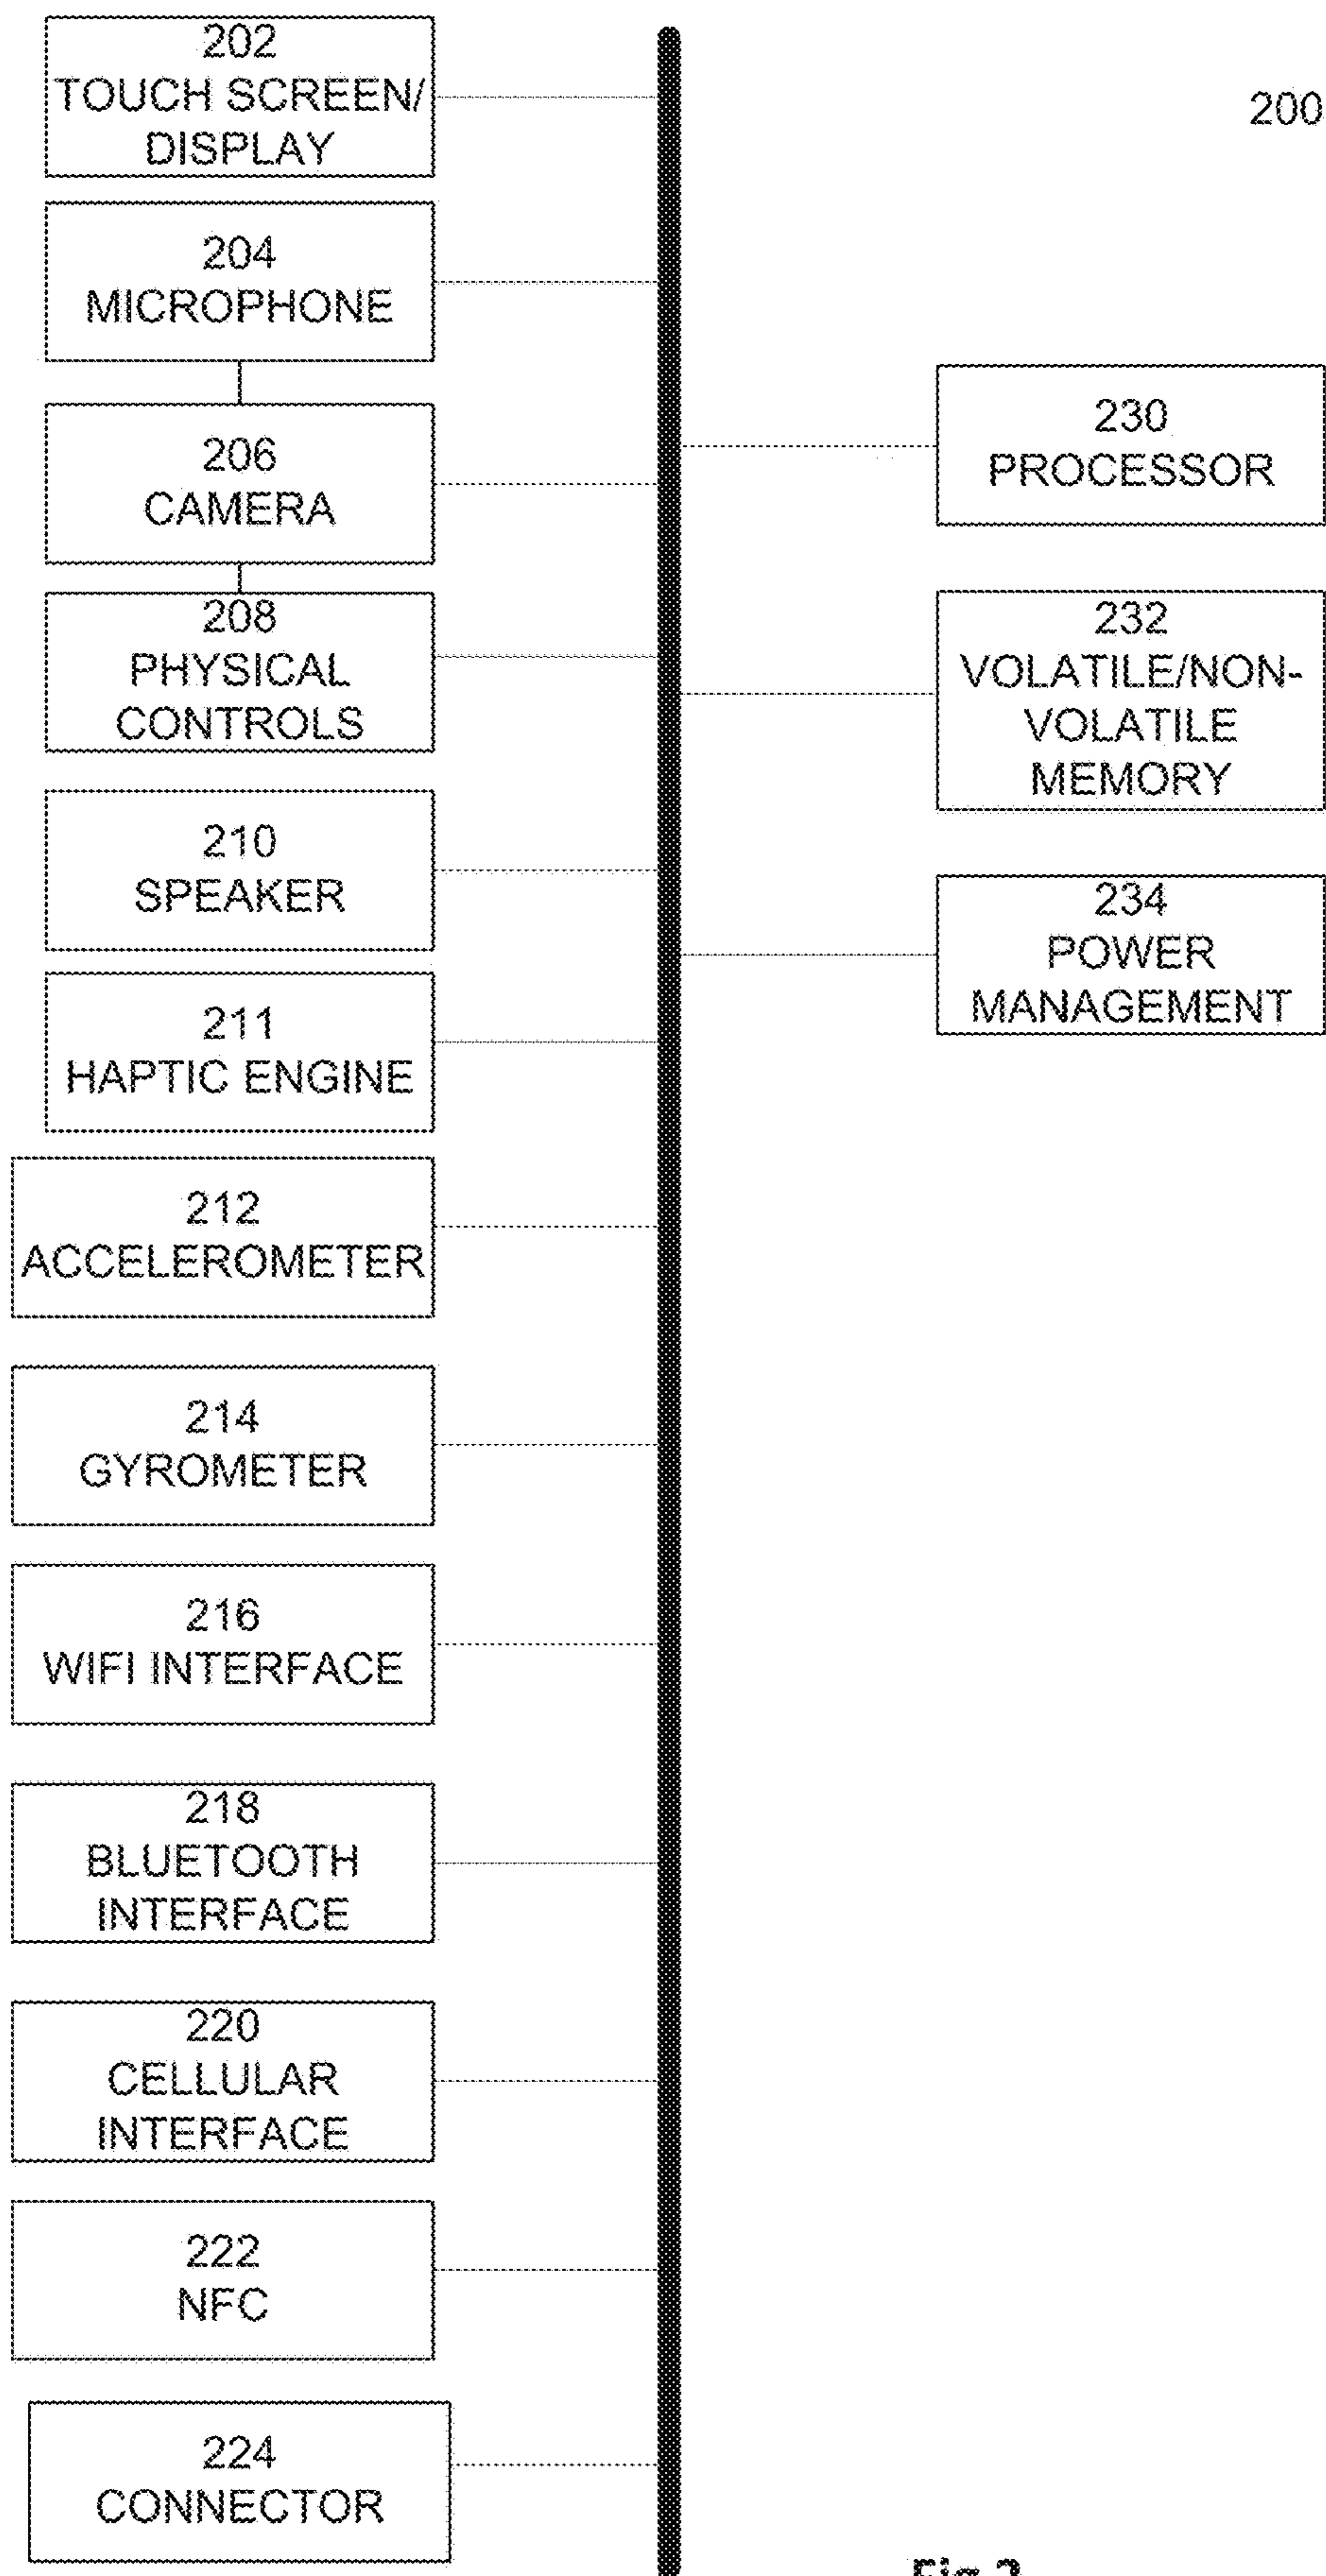 202
TOUCH SCREEN/
DISPLAY
200
204
MICROPHONE
206
CAMERA
208
PHYSICAL
CONTROLS
210
SPEAKER
211
HAPTIC ENGINE
212
ACCELEROMETER
214
GYROMETER
216
WIFI INTERFACE
218
BLUETOOTH
INTERFACE
220
CELLULAR
INTERFACE
222
NFC
224
CONNECTOR
230
PROCESSOR
232
VOLATILE/NON-
VOLATILE
MEMORY
234
POWER
MANAGEMENT